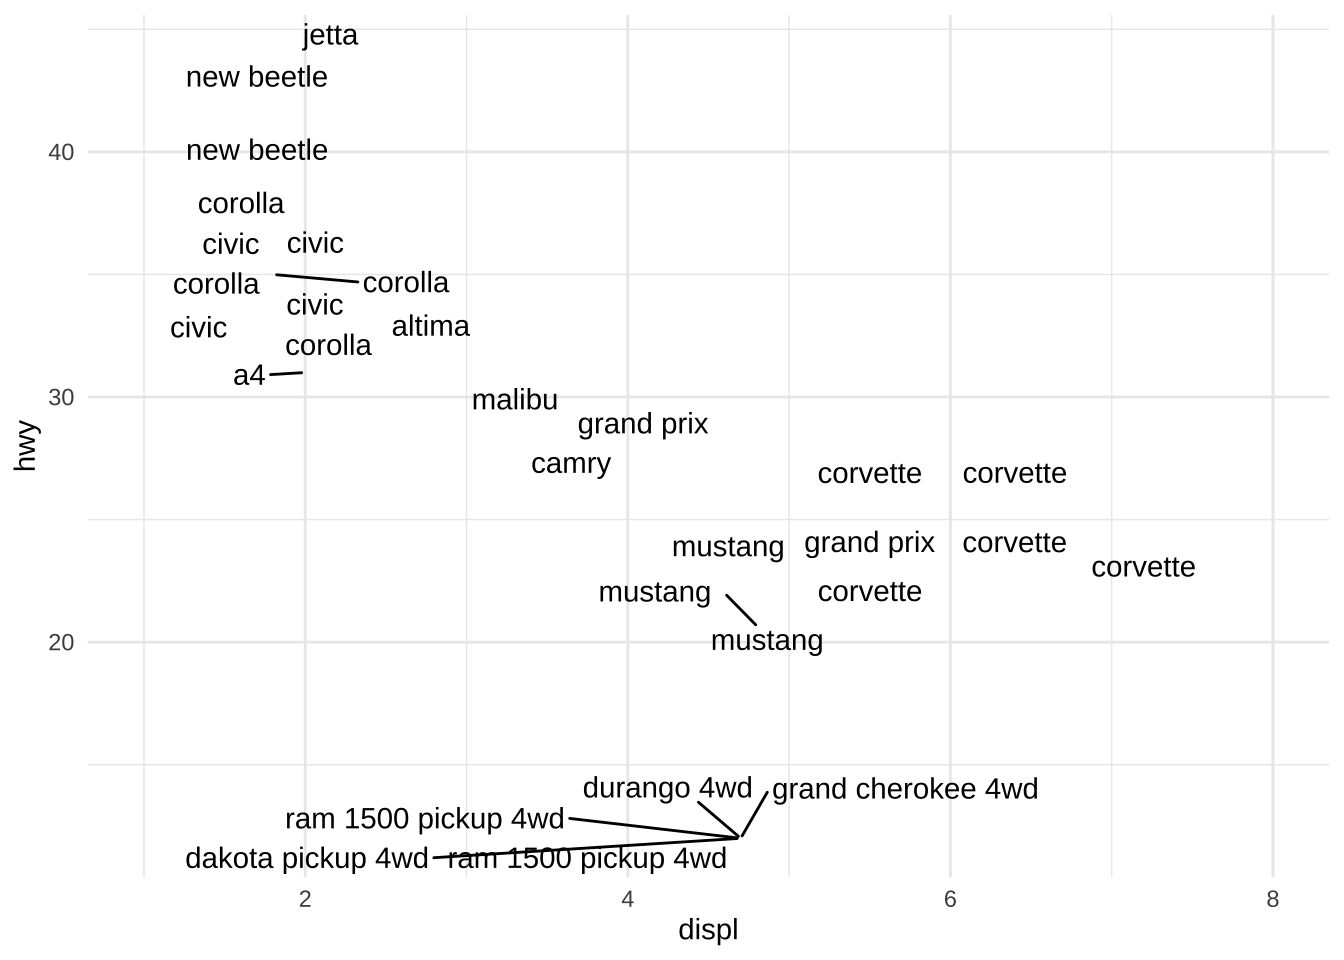 jetta
new beetle
40
new beetle
corolla
civic
civic
corolla
corolla
civic
civic
altima
corolla
a4
30
malibu
grand prix
hwy
camry
corvette
corvette
mustang
grand prix
corvette
corvette
mustang
corvette
20
mustang
durango 4wd
grand cherokee 4wd
ram 1500 pickup 4wd
dakota pickup 4wd
ram 1500 pickup 4wd
2
4
6
8
displ